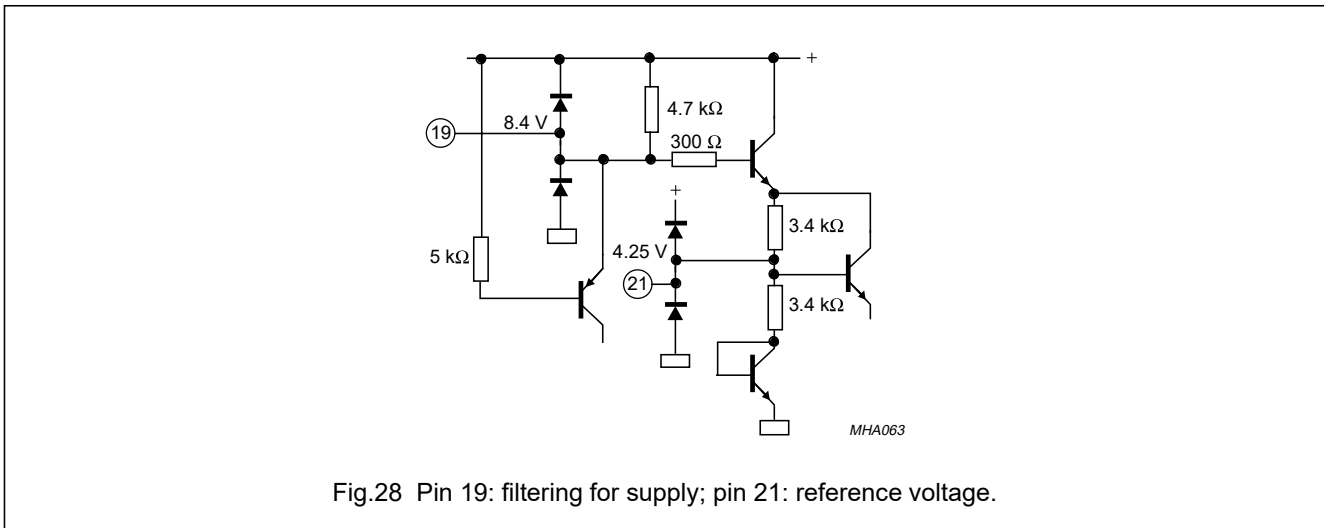 +
4.7 kΩ
8.4 V
19
300 Ω
+
3.4 kΩ
5 kΩ
4.25 V
21
3.4 kΩ
MHA063
Fig.28 Pin 19: filtering for supply; pin 21: reference voltage.